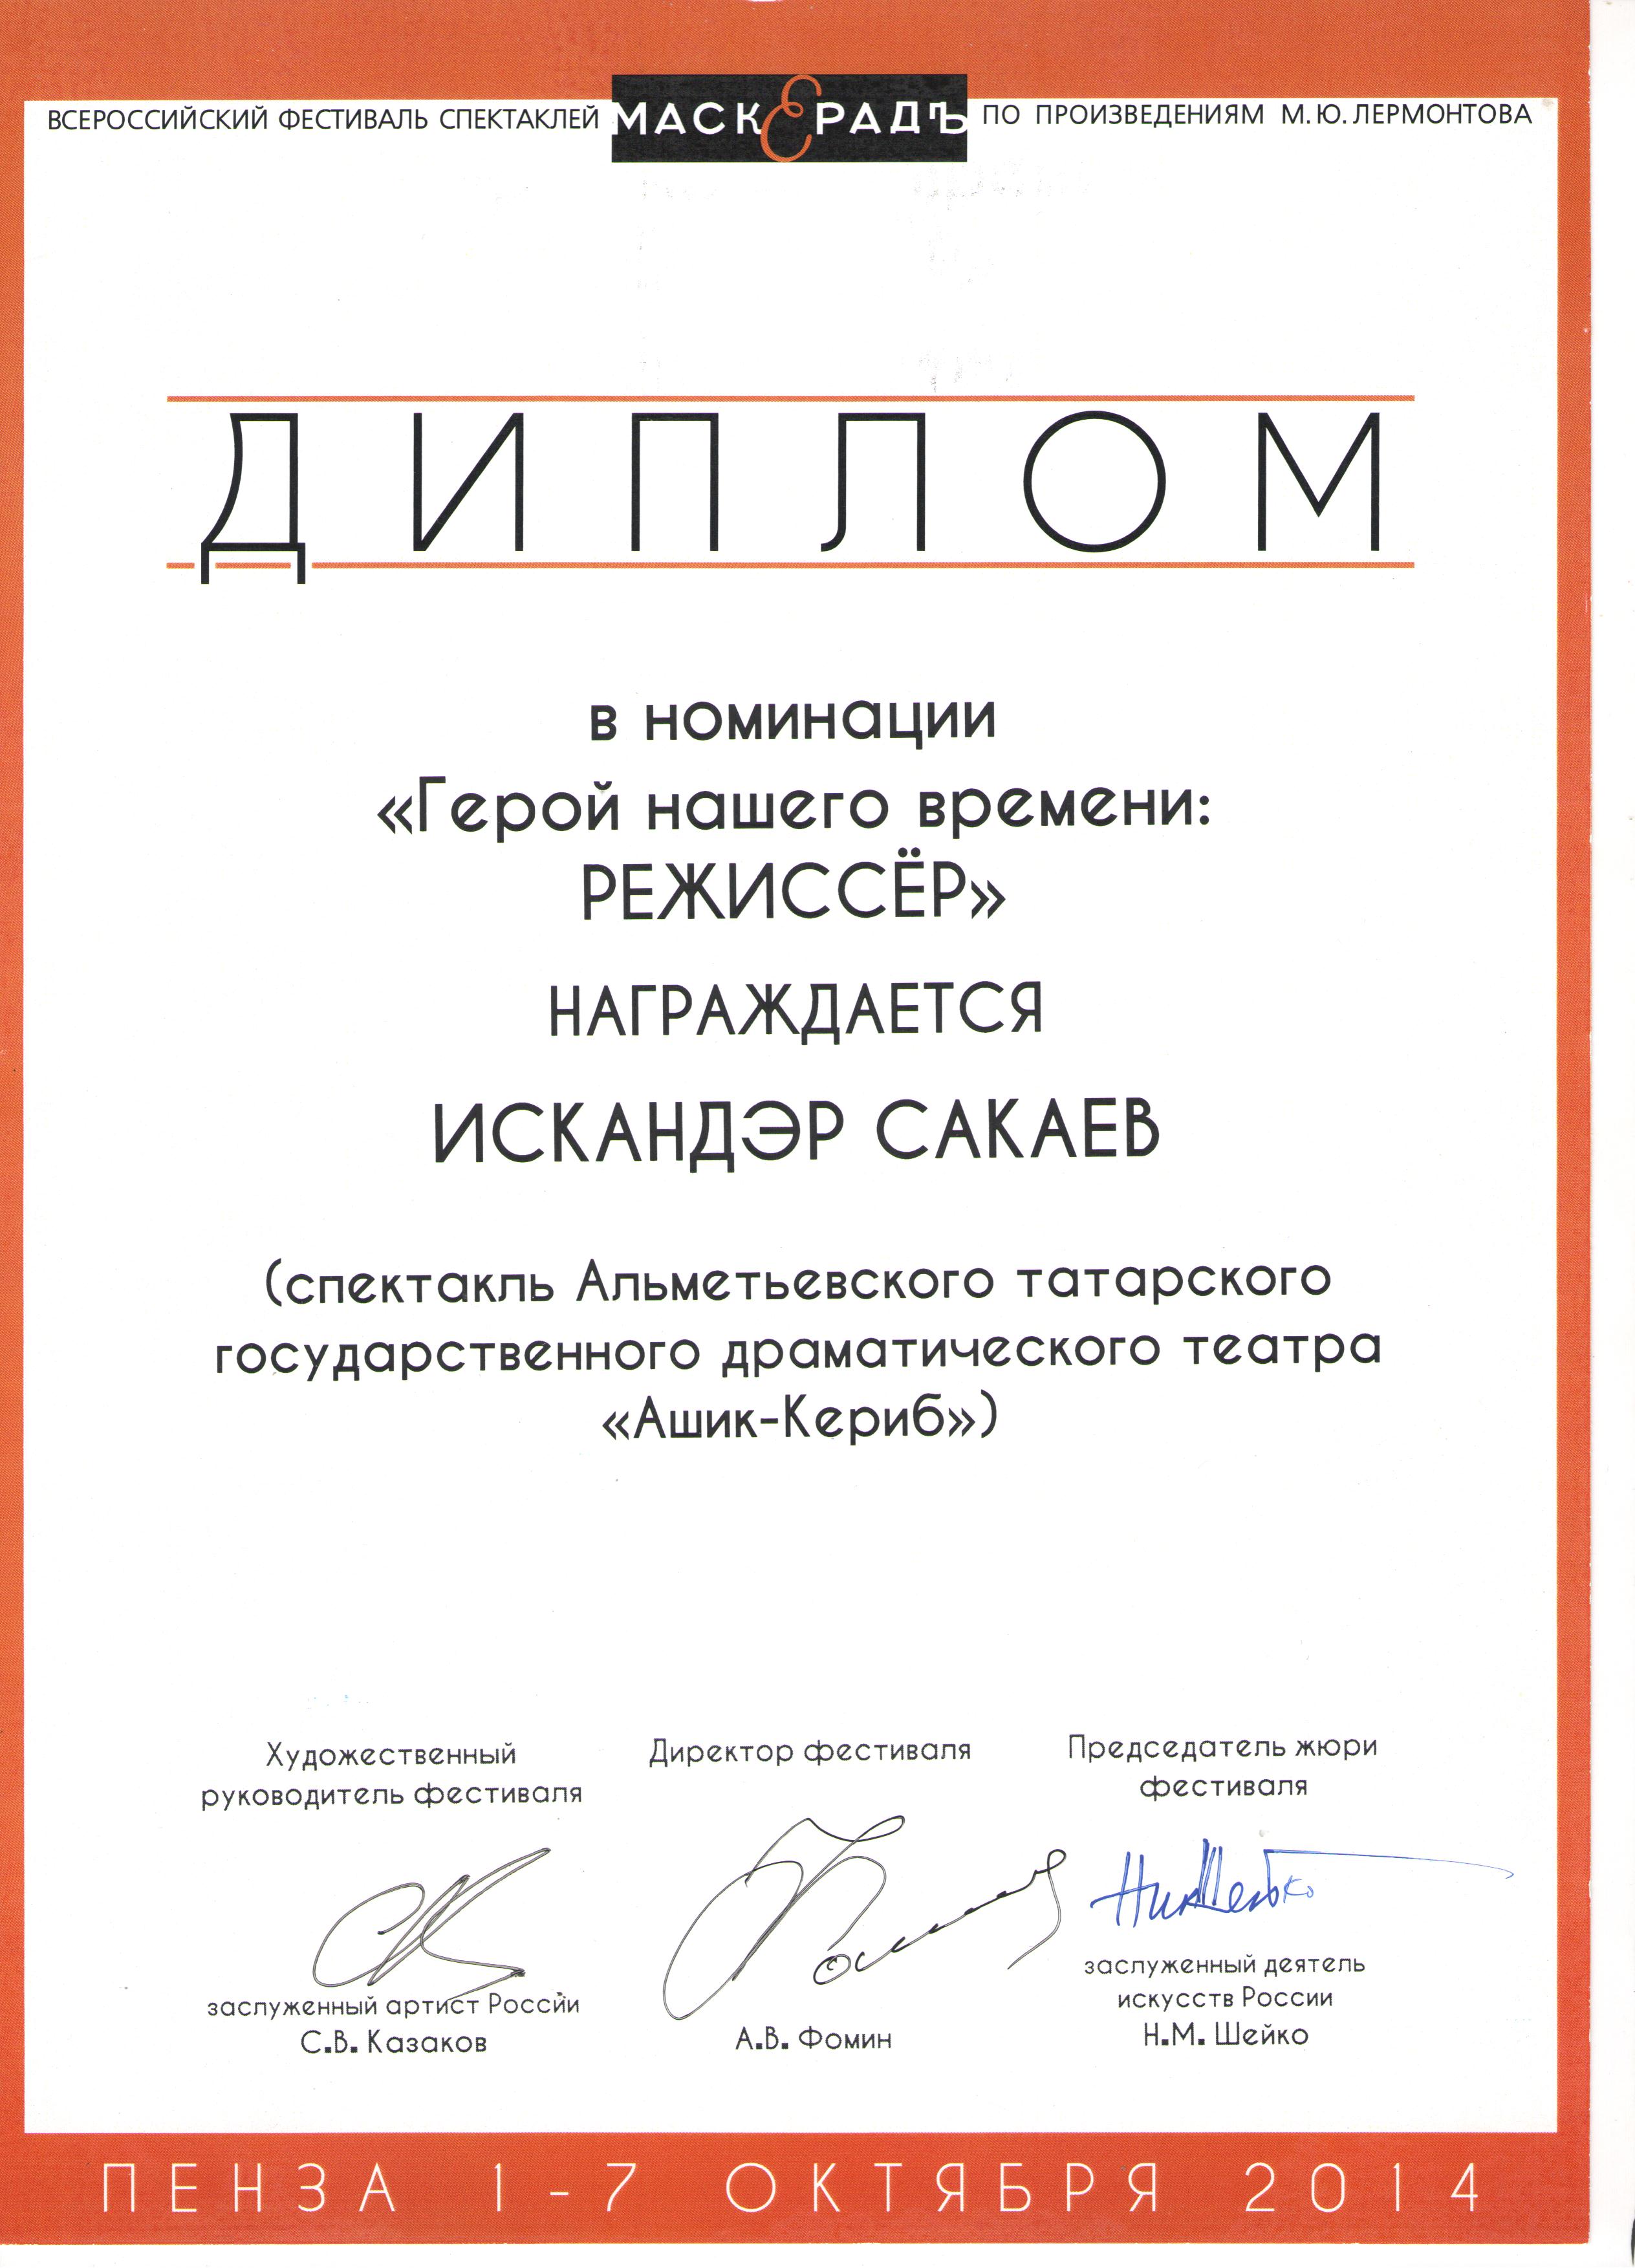 ВСЕРОССИЙСКИЙ ФЕСТИВАЛЬ СПЕКТАКЛЕЙ МАСКЕРАДЪ ПО ПРОИЗВЕДЕНИЯМ М.Ю.ЛЕРМОНТОВА
ДИПЛОМ
в номинации
«Герой нашего времени:
РЕЖИССЁР»
НАГРАЖДАЕТСЯ
ИСКАНДЭР САКАЕВ
(спектакль Альметьевского татарского
государственного драматического театра
«Ашик-Кериб»)
Художественный
руководитель фестиваля
заслуженный артист России
С.В. Казаков
Директор фестиваля
А.В. Фомин
Председатель жюри
фестиваля
заслуженный деятель
искусств России
Н.М. Шейко
ПЕНЗА 1-7 ОКТЯБРЯ 2014